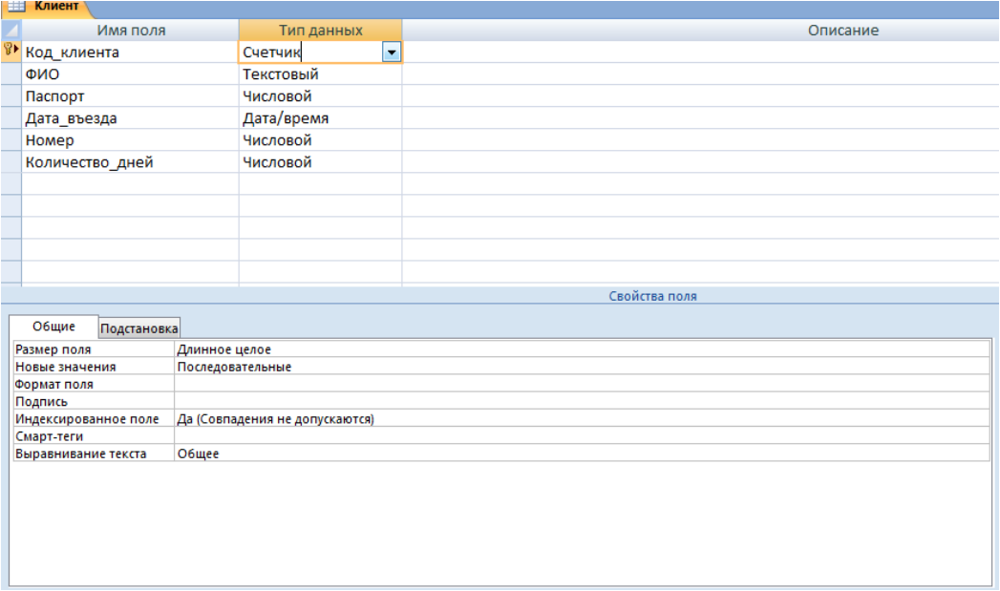 Клиент
Имя поля Тип данных Описание
Код_клиента Счетчик
ФИО Текстовый
Паспорт Числовой
Дата_въезда Дата/время
Номер Числовой
Количество_дней Числовой
Свойства поля
Общие Подстановка
Размер поля Длинное целое
Новые значения Последовательные
Формат поля
Подпись
Индексированное поле Да (Совпадения не допускаются)
Смарт-теги
Выравнивание текста Общее